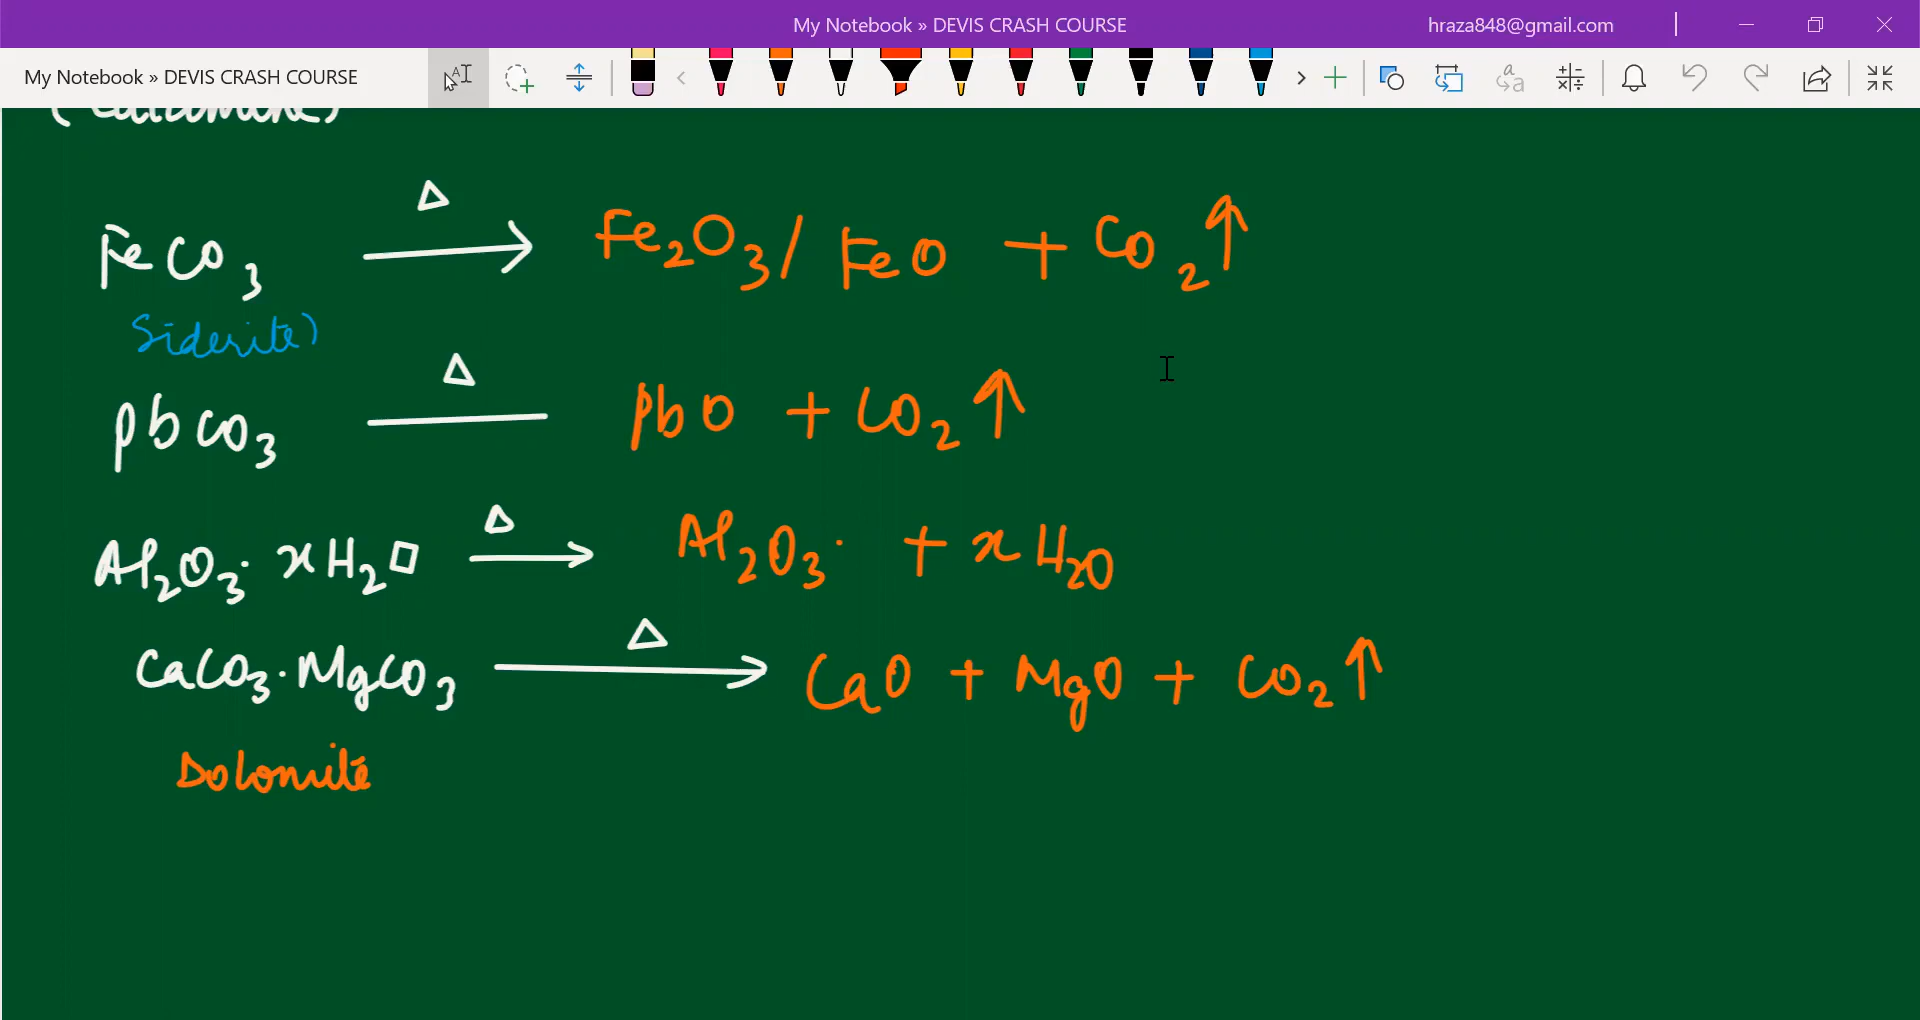 My Notebook » DEVIS CRASH COURSE hraza848@gmail.com
My Notebook » DEVIS CRASH COURSE
Δ
FeCO3 → Fe2O3 / FeO + CO2 ↑
Siderite)
Δ
PbCO3 — PbO + CO2 ↑
Δ
Al2O3· xH2O → Al2O3· + xH2O
Δ
CaCO3·MgCO3 → CaO + MgO + CO2 ↑
Dolomite